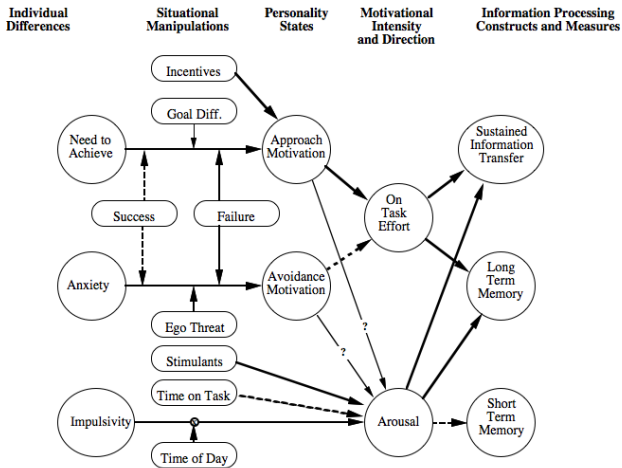 Individual
Differences
Situational
Manipulations
Personality
States
Motivational
Intensity
and Direction
Information Processing
Constructs and Measures
Incentives
Goal Diff.
Need to
Achieve
Approach
Motivation
Sustained
Information
Transfer
Success
Failure
On
Task
Effort
Anxiety
Avoidance
Motivation
Long
Term
Memory
Ego Threat
?
?
Stimulants
Time on Task
Impulsivity
Arousal
Short
Term
Memory
Time of Day